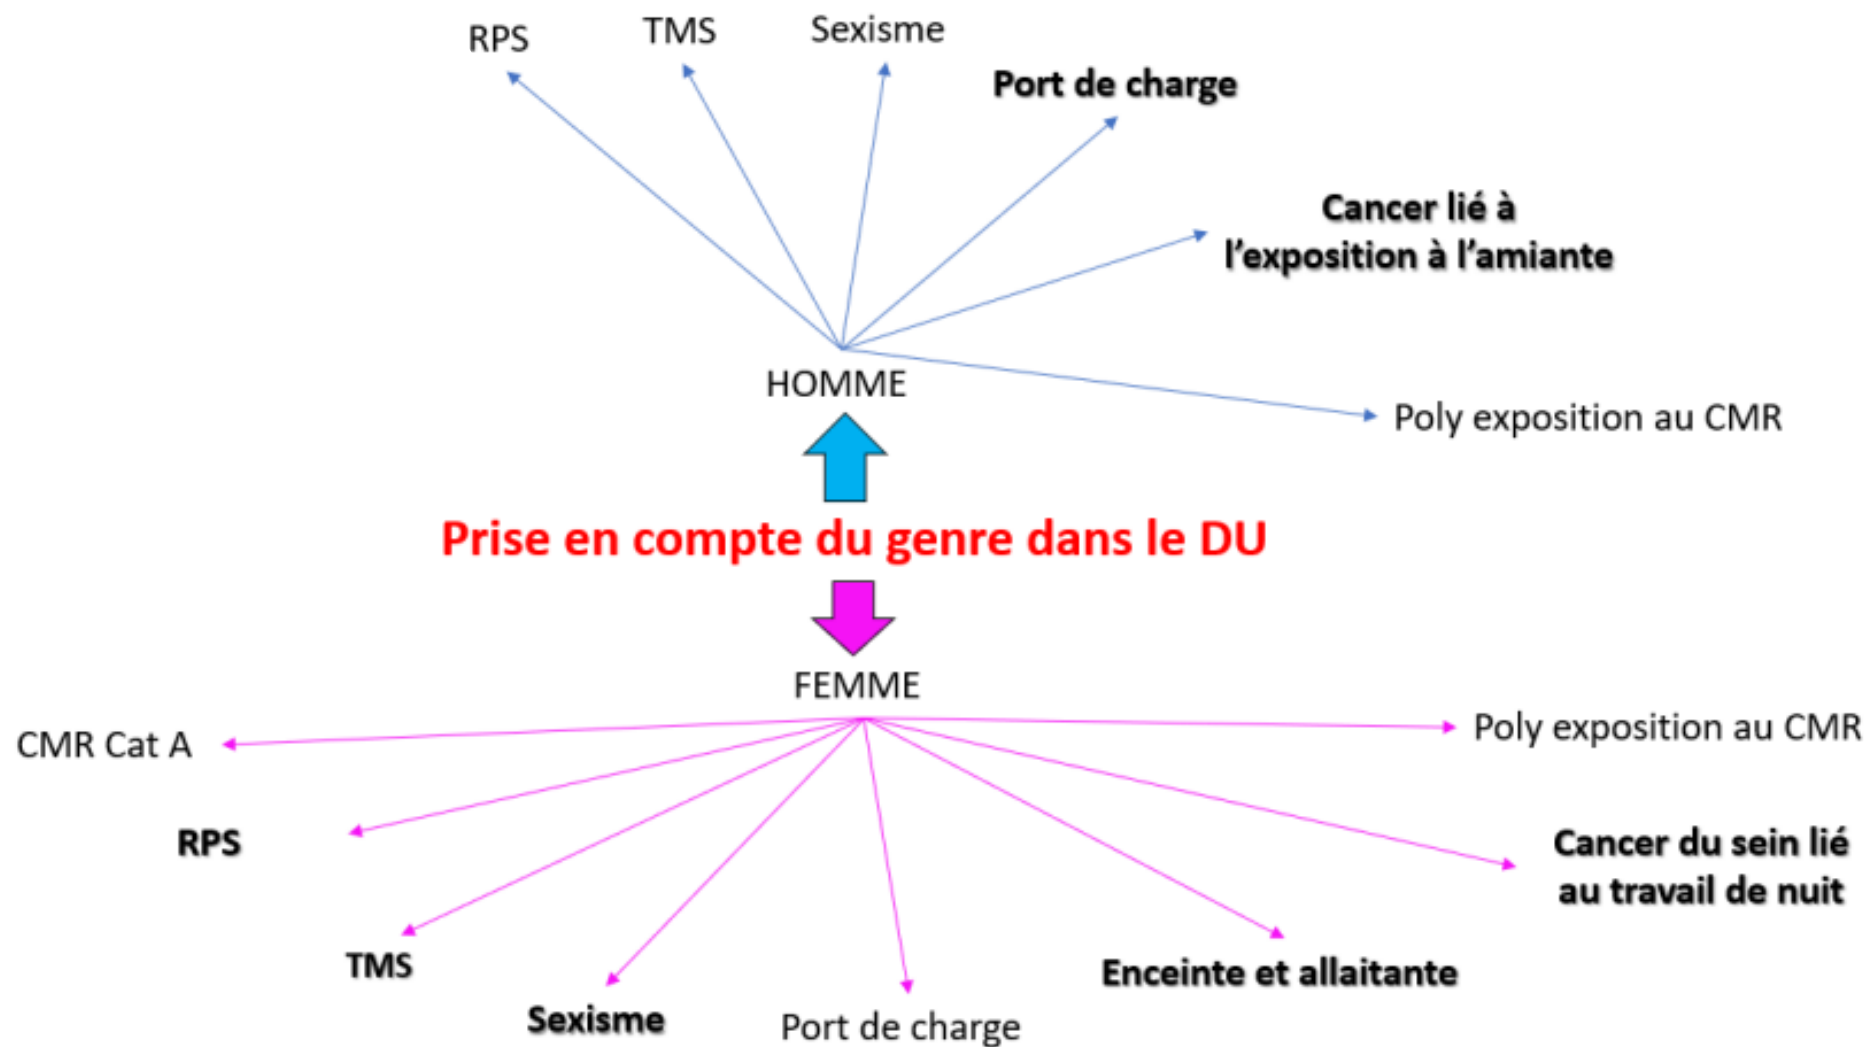 RPS
TMS
Sexisme
Port de charge
Cancer lié à
l’exposition à l’amiante
HOMME
Poly exposition au CMR
Prise en compte du genre dans le DU
FEMME
CMR Cat A
Poly exposition au CMR
RPS
Cancer du sein lié
au travail de nuit
TMS
Enceinte et allaitante
Sexisme
Port de charge